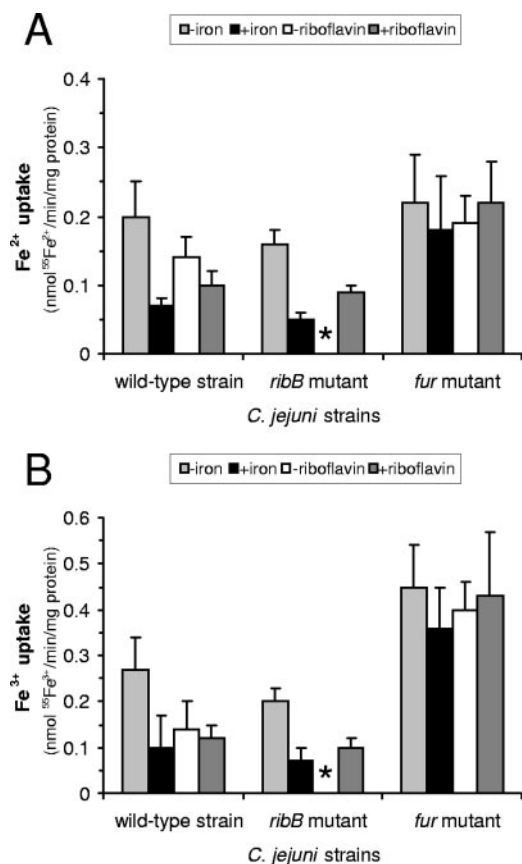 A
-iron +iron -riboflavin +riboflavin
0.4
0.3
0.2
0.1
0
Fe2+ uptake
(nmol 55Fe2+/min/mg protein)
*
wild-type strain ribB mutant fur mutant
C. jejuni strains
B
-iron +iron -riboflavin +riboflavin
0.6
0.5
0.4
0.3
0.2
0.1
0
Fe3+ uptake
(nmol 55Fe3+/min/mg protein)
*
wild-type strain ribB mutant fur mutant
C. jejuni strains